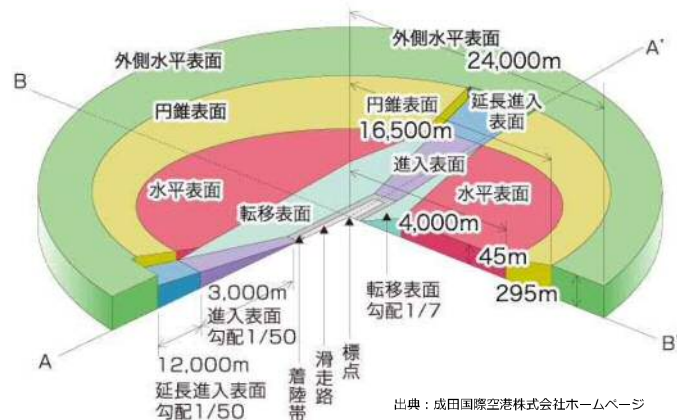 外側水平表面
24,000m
A'
外側水平表面
B
円錐表面
円錐表面
16,500m
延長進入
表面
進入表面
水平表面
水平表面
転移表面
4,000m
45m
295m
3,000m
進入表面
勾配1/50
転移表面
勾配1/7
A
B'
12,000m
延長進入表面
勾配1/50
着陸帯
滑走路
標点
出典：成田国際空港株式会社ホームページ